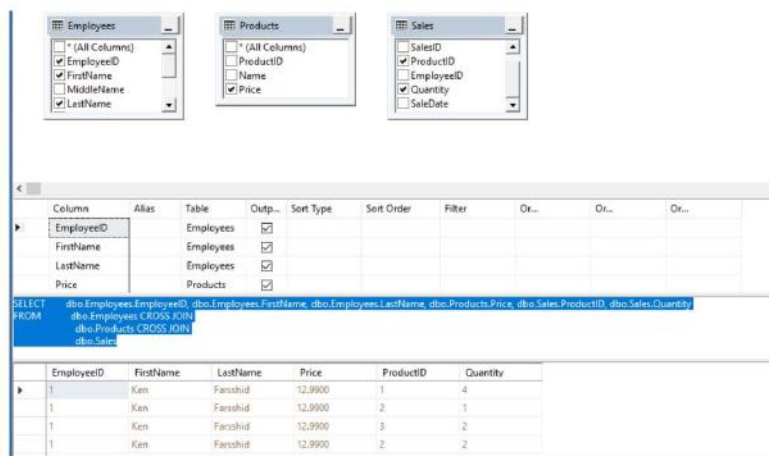 Employees
* (All Columns)
EmployeeID
FirstName
MiddleName
LastName
Products
* (All Columns)
ProductID
Name
Price
Sales
SalesID
ProductID
EmployeeID
Quantity
SaleDate
Column Alias Table Outp... Sort Type Sort Order Filter Or... Or... Or...
EmployeeID Employees
FirstName Employees
LastName Employees
Price Products
SELECT dbo.Employees.EmployeeID, dbo.Employees.FirstName, dbo.Employees.LastName, dbo.Products.Price, dbo.Sales.ProductID, dbo.Sales.Quantity
FROM dbo.Employees CROSS JOIN
dbo.Products CROSS JOIN
dbo.Sales
EmployeeID FirstName LastName Price ProductID Quantity
1 Ken Farsshid 12.9900 1 4
1 Ken Farsshid 12.9900 2 1
1 Ken Farsshid 12.9900 3 2
1 Ken Farsshid 12.9900 2 2